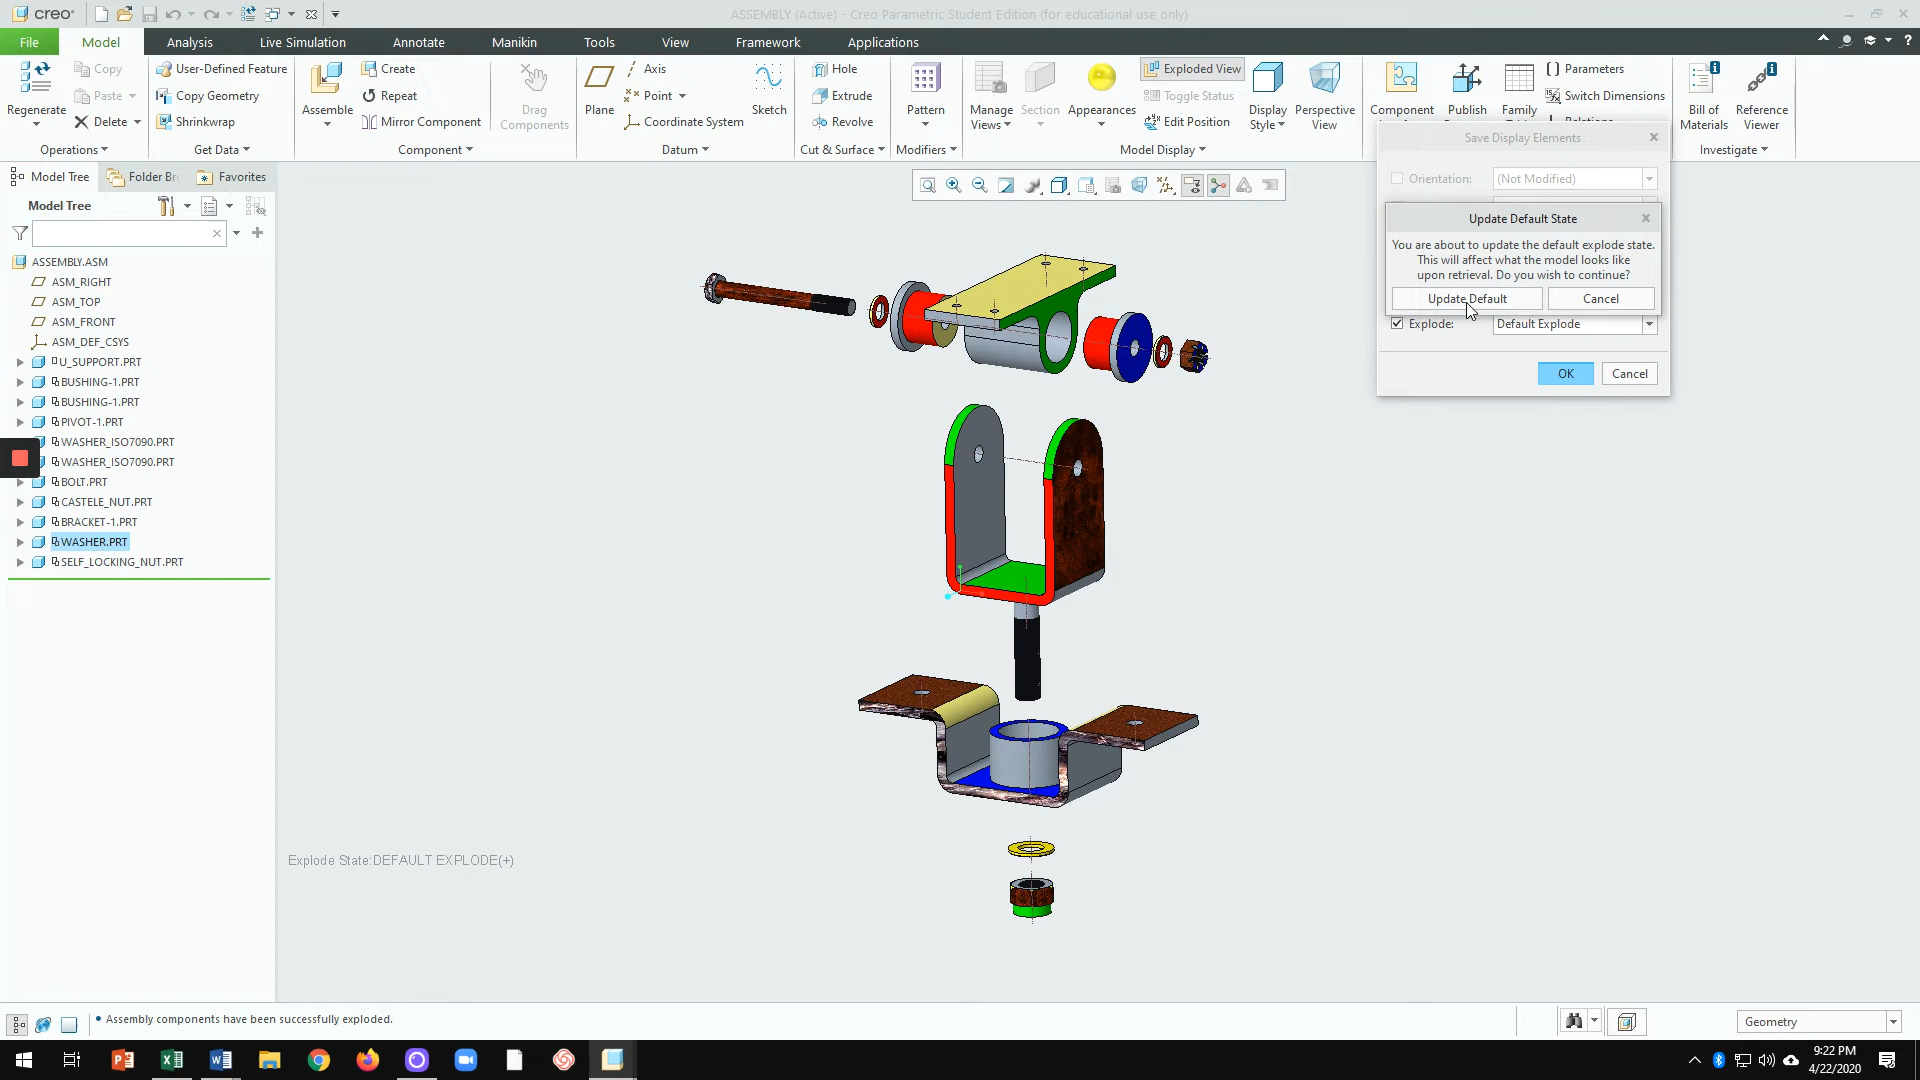 creo
ASSEMBLY (Active) - Creo Parametric Student Edition (for educational use only)
File Model Analysis Live Simulation Annotate Manikin Tools View Framework Applications
Regenerate
Copy
Paste
Delete
Operations
User-Defined Feature
Copy Geometry
Shrinkwrap
Get Data
Assemble
Create
Repeat
Mirror Component
Drag
Components
Component
Plane
Axis
Point
Coordinate System
Sketch
Datum
Hole
Extrude
Revolve
Cut & Surface
Pattern
Modifiers
Manage
Views
Section
Appearances
Exploded View
Toggle Status
Edit Position
Display
Style
Perspective
View
Model Display
Component
Publish
Family
Parameters
Switch Dimensions
Bill of
Materials
Reference
Viewer
Investigate
Model Tree
Folder Br
Favorites
Model Tree
ASSEMBLY.ASM
ASM_RIGHT
ASM_TOP
ASM_FRONT
ASM_DEF_CSYS
U_SUPPORT.PRT
BUSHING-1.PRT
BUSHING-1.PRT
PIVOT-1.PRT
WASHER_ISO7090.PRT
WASHER_ISO7090.PRT
BOLT.PRT
CASTELE_NUT.PRT
BRACKET-1.PRT
WASHER.PRT
SELF_LOCKING_NUT.PRT
Save Display Elements
Orientation: (Not Modified)
Update Default State
You are about to update the default explode state.
This will affect what the model looks like
upon retrieval. Do you wish to continue?
Update Default Cancel
Explode: Default Explode
OK Cancel
Explode State:DEFAULT EXPLODE(+)
Assembly components have been successfully exploded.
Geometry
9:22 PM
4/22/2020